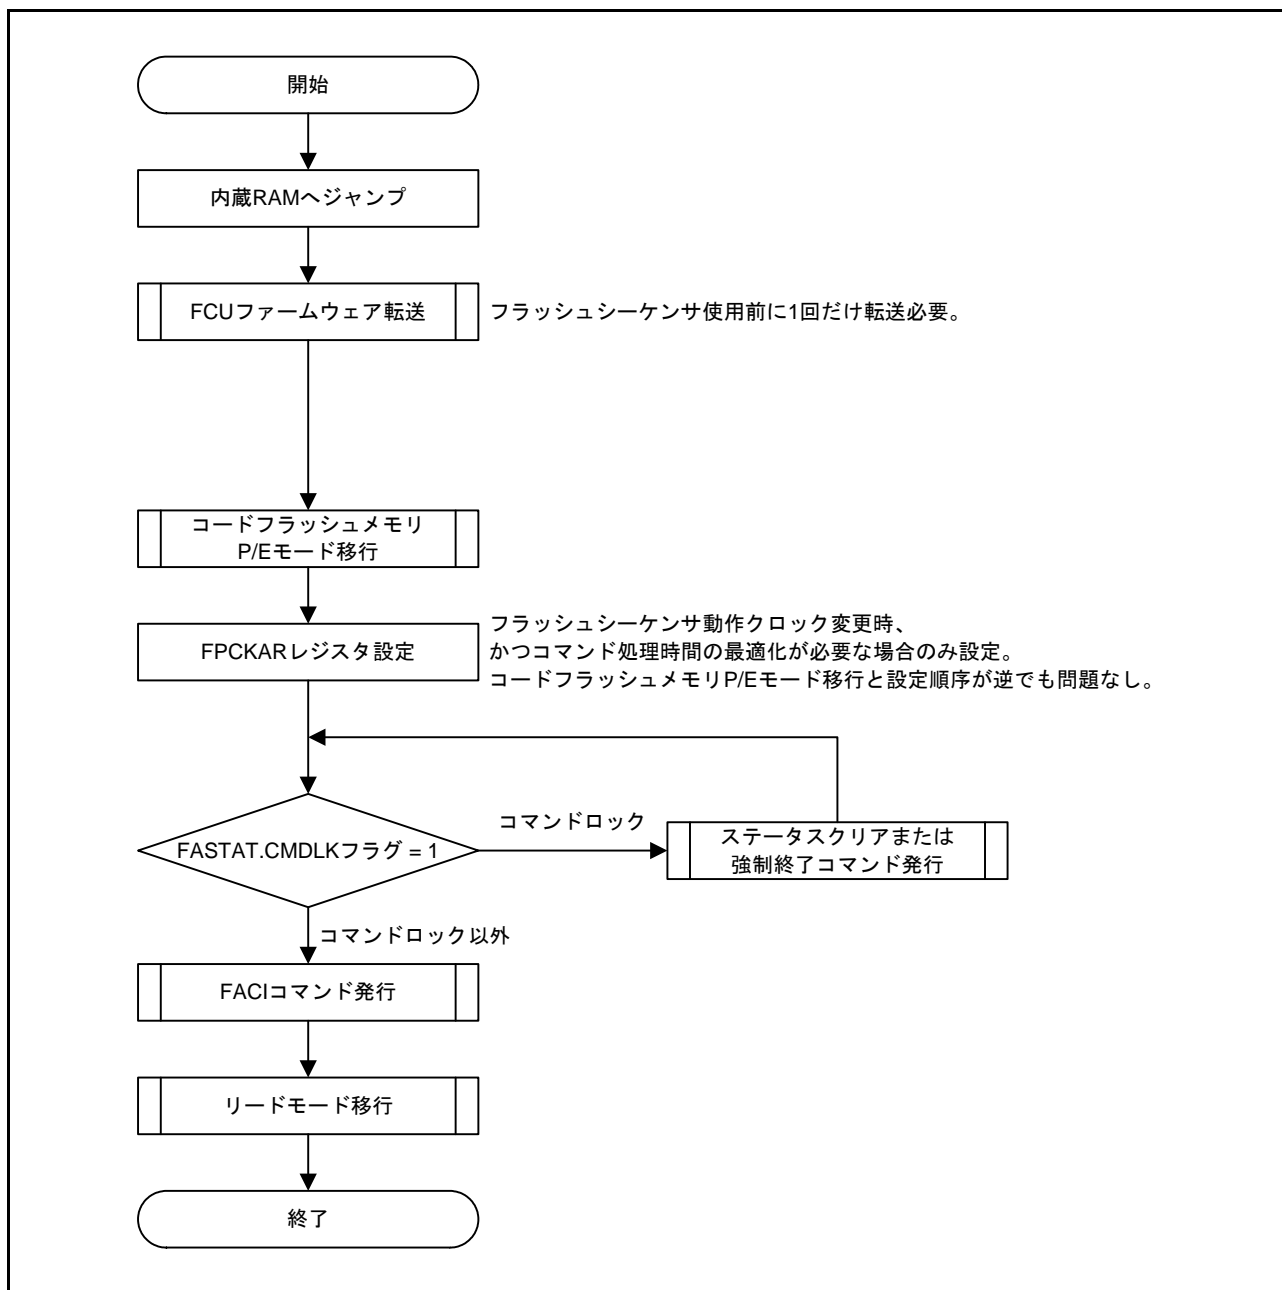 開始
内蔵RAMへジャンプ
FCUファームウェア転送
フラッシュシーケンサ使用前に1回だけ転送必要。
コードフラッシュメモリ
P/Eモード移行
FPCKARレジスタ設定
フラッシュシーケンサ動作クロック変更時、
かつコマンド処理時間の最適化が必要な場合のみ設定。
コードフラッシュメモリP/Eモード移行と設定順序が逆でも問題なし。
FASTAT.CMDLKフラグ = 1
コマンドロック
ステータスクリアまたは
強制終了コマンド発行
コマンドロック以外
FACIコマンド発行
リードモード移行
終了